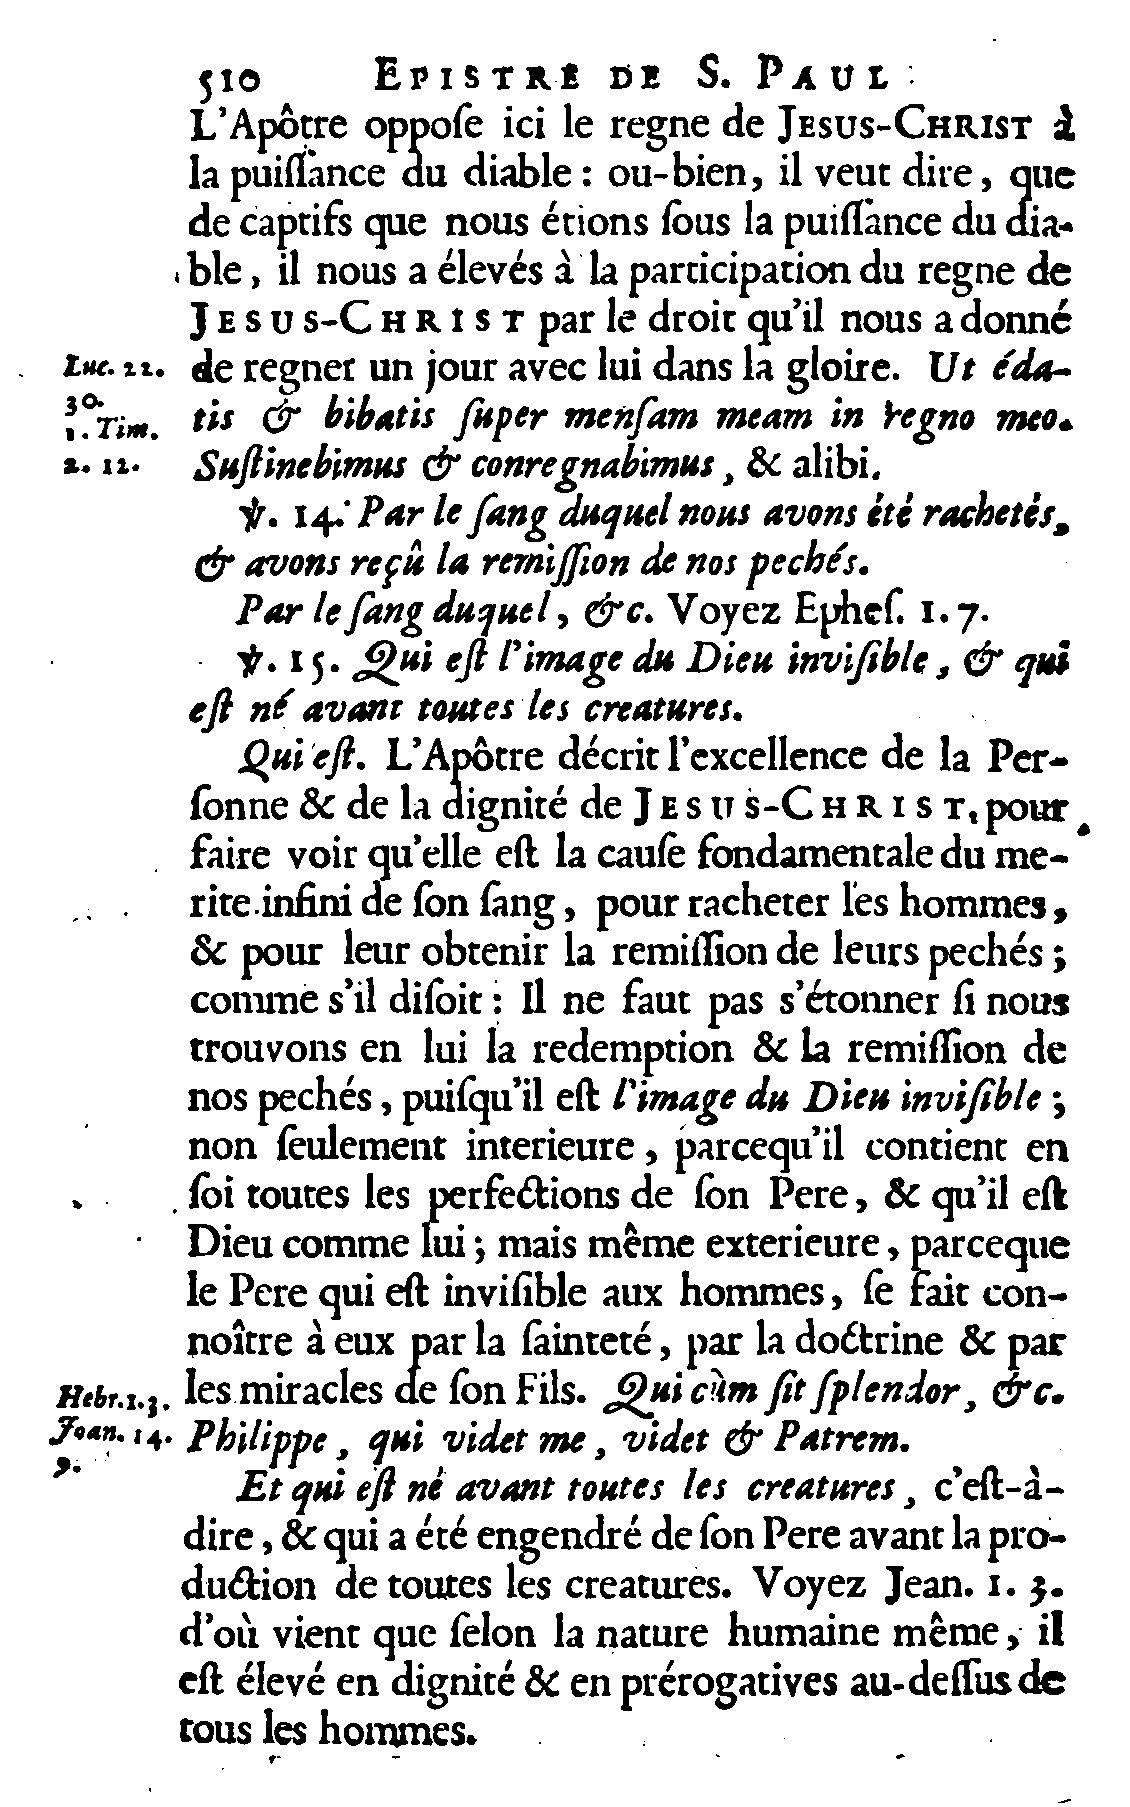 510 EPISTRE DE S. PAUL
L'Apôtre oppoſe ici le regne de JESUS-CHRIST à
la puiſſance du diable : ou-bien, il veut dire, que
de captifs que nous étions ſous la puiſſance du dia-
ble, il nous a élevés à la participation du regne de
JESUS-CHRIST par le droit qu'il nous a donné
Luc. 22. de regner un jour avec lui dans la gloire. Ut éda-
30. tis & bibatis ſuper menſam meam in regno meo.
1. Tim.
2. 12. Suſtinebimus & conregnabimus, & alibi.
℣. 14. Par le ſang duquel nous avons été rachetés,
& avons reçû la remiſſion de nos pechés.
Par le ſang duquel, &c. Voyez Epheſ. 1. 7.
℣. 15. Qui eſt l'image du Dieu inviſible, & qui
eſt né avant toutes les creatures.
Qui eſt. L'Apôtre décrit l'excellence de la Per-
ſonne & de la dignité de JESUS-CHRIST, pour
faire voir qu'elle eſt la cauſe fondamentale du me-
rite infini de ſon ſang, pour racheter les hommes,
& pour leur obtenir la remiſſion de leurs pechés ;
comme s'il diſoit : Il ne faut pas s'étonner ſi nous
trouvons en lui la redemption & la remiſſion de
nos pechés, puiſqu'il eſt l'image du Dieu inviſible ;
non ſeulement interieure, parcequ'il contient en
ſoi toutes les perfections de ſon Pere, & qu'il eſt
Dieu comme lui ; mais même exterieure, parceque
le Pere qui eſt inviſible aux hommes, ſe fait con-
noître à eux par la ſainteté, par la doctrine & par
Hebr. 1. 3. les miracles de ſon Fils. Qui cùm ſit ſplendor, &c.
Joan. 14. Philippe, qui videt me, videt & Patrem.
9.
Et qui eſt né avant toutes les creatures, c'eſt-à-
dire, & qui a été engendré de ſon Pere avant la pro-
duction de toutes les creatures. Voyez Jean. 1. 3.
d'où vient que ſelon la nature humaine même, il
eſt élevé en dignité & en prérogatives au-deſſus de
tous les hommes.